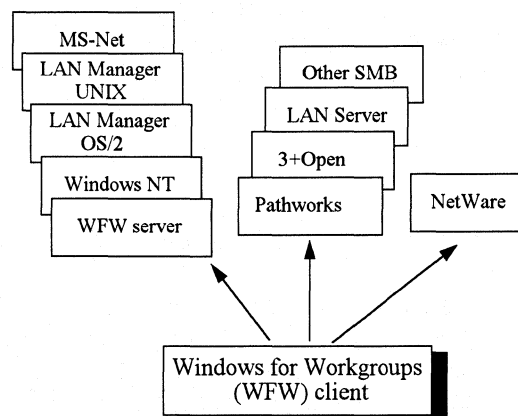 MS-Net
LAN Manager
UNIX
LAN Manager
OS/2
Windows NT
WFW server
Other SMB
LAN Server
3+Open
Pathworks
NetWare
Windows for Workgroups
(WFW) client